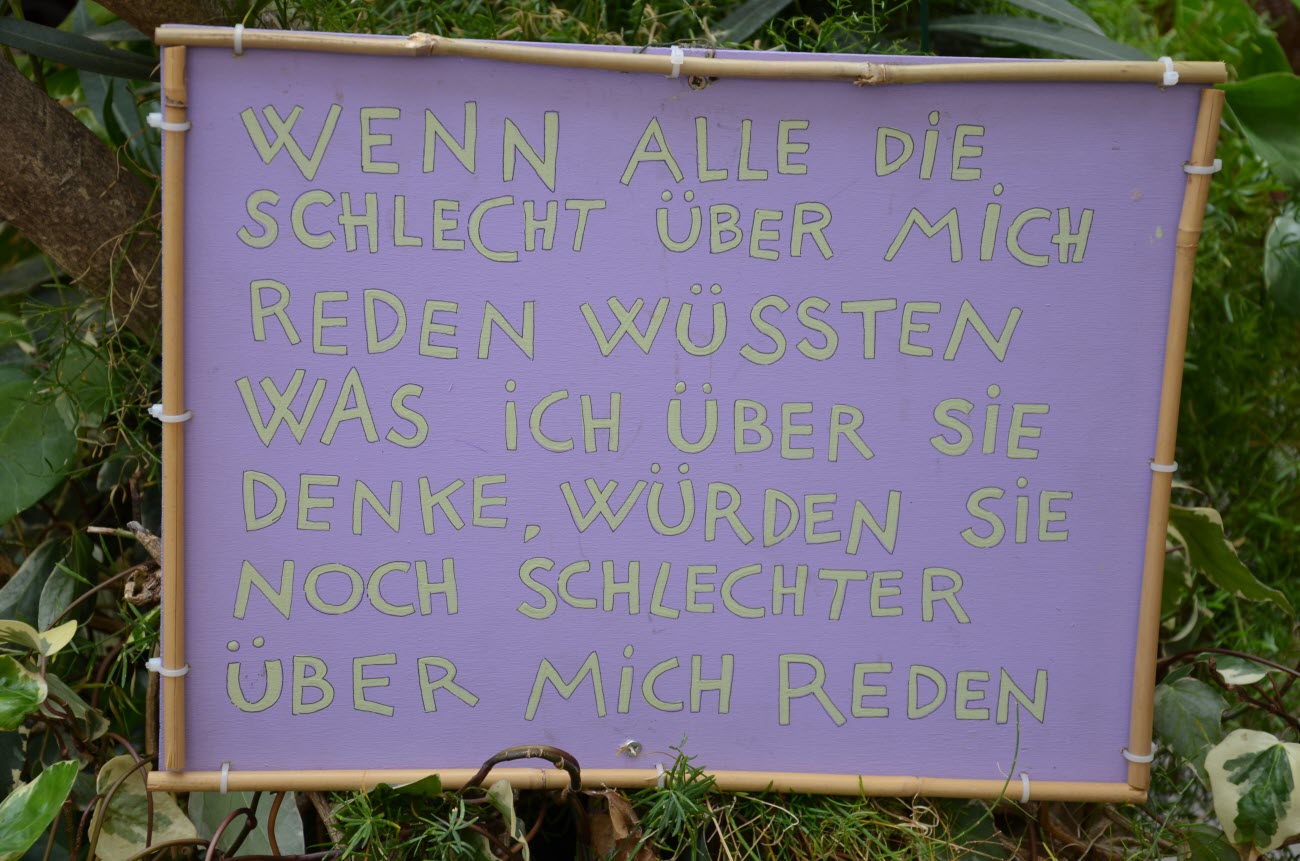 WENN ALLE DIE
SCHLECHT ÜBER MICH
REDEN WÜSSTEN
WAS ICH ÜBER SIE
DENKE, WÜRDEN SIE
NOCH SCHLECHTER
ÜBER MICH REDEN